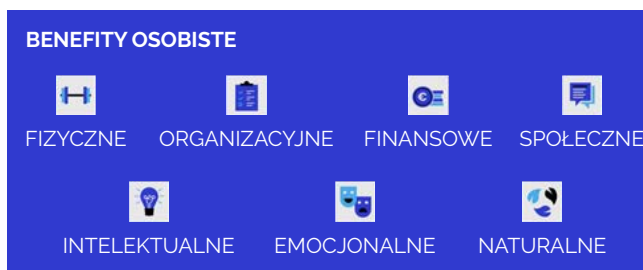 BENEFITY OSOBISTE
FIZYCZNE ORGANIZACYJNE FINANSOWE SPOŁECZNE
INTELEKTUALNE EMOCJONALNE NATURALNE